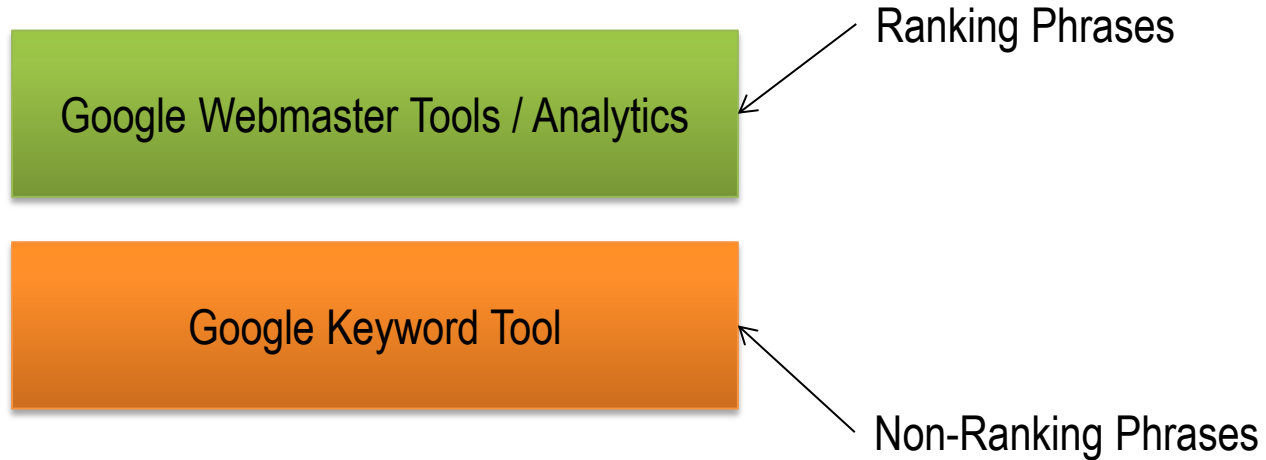 Ranking Phrases
Google Webmaster Tools / Analytics
Google Keyword Tool
Non-Ranking Phrases